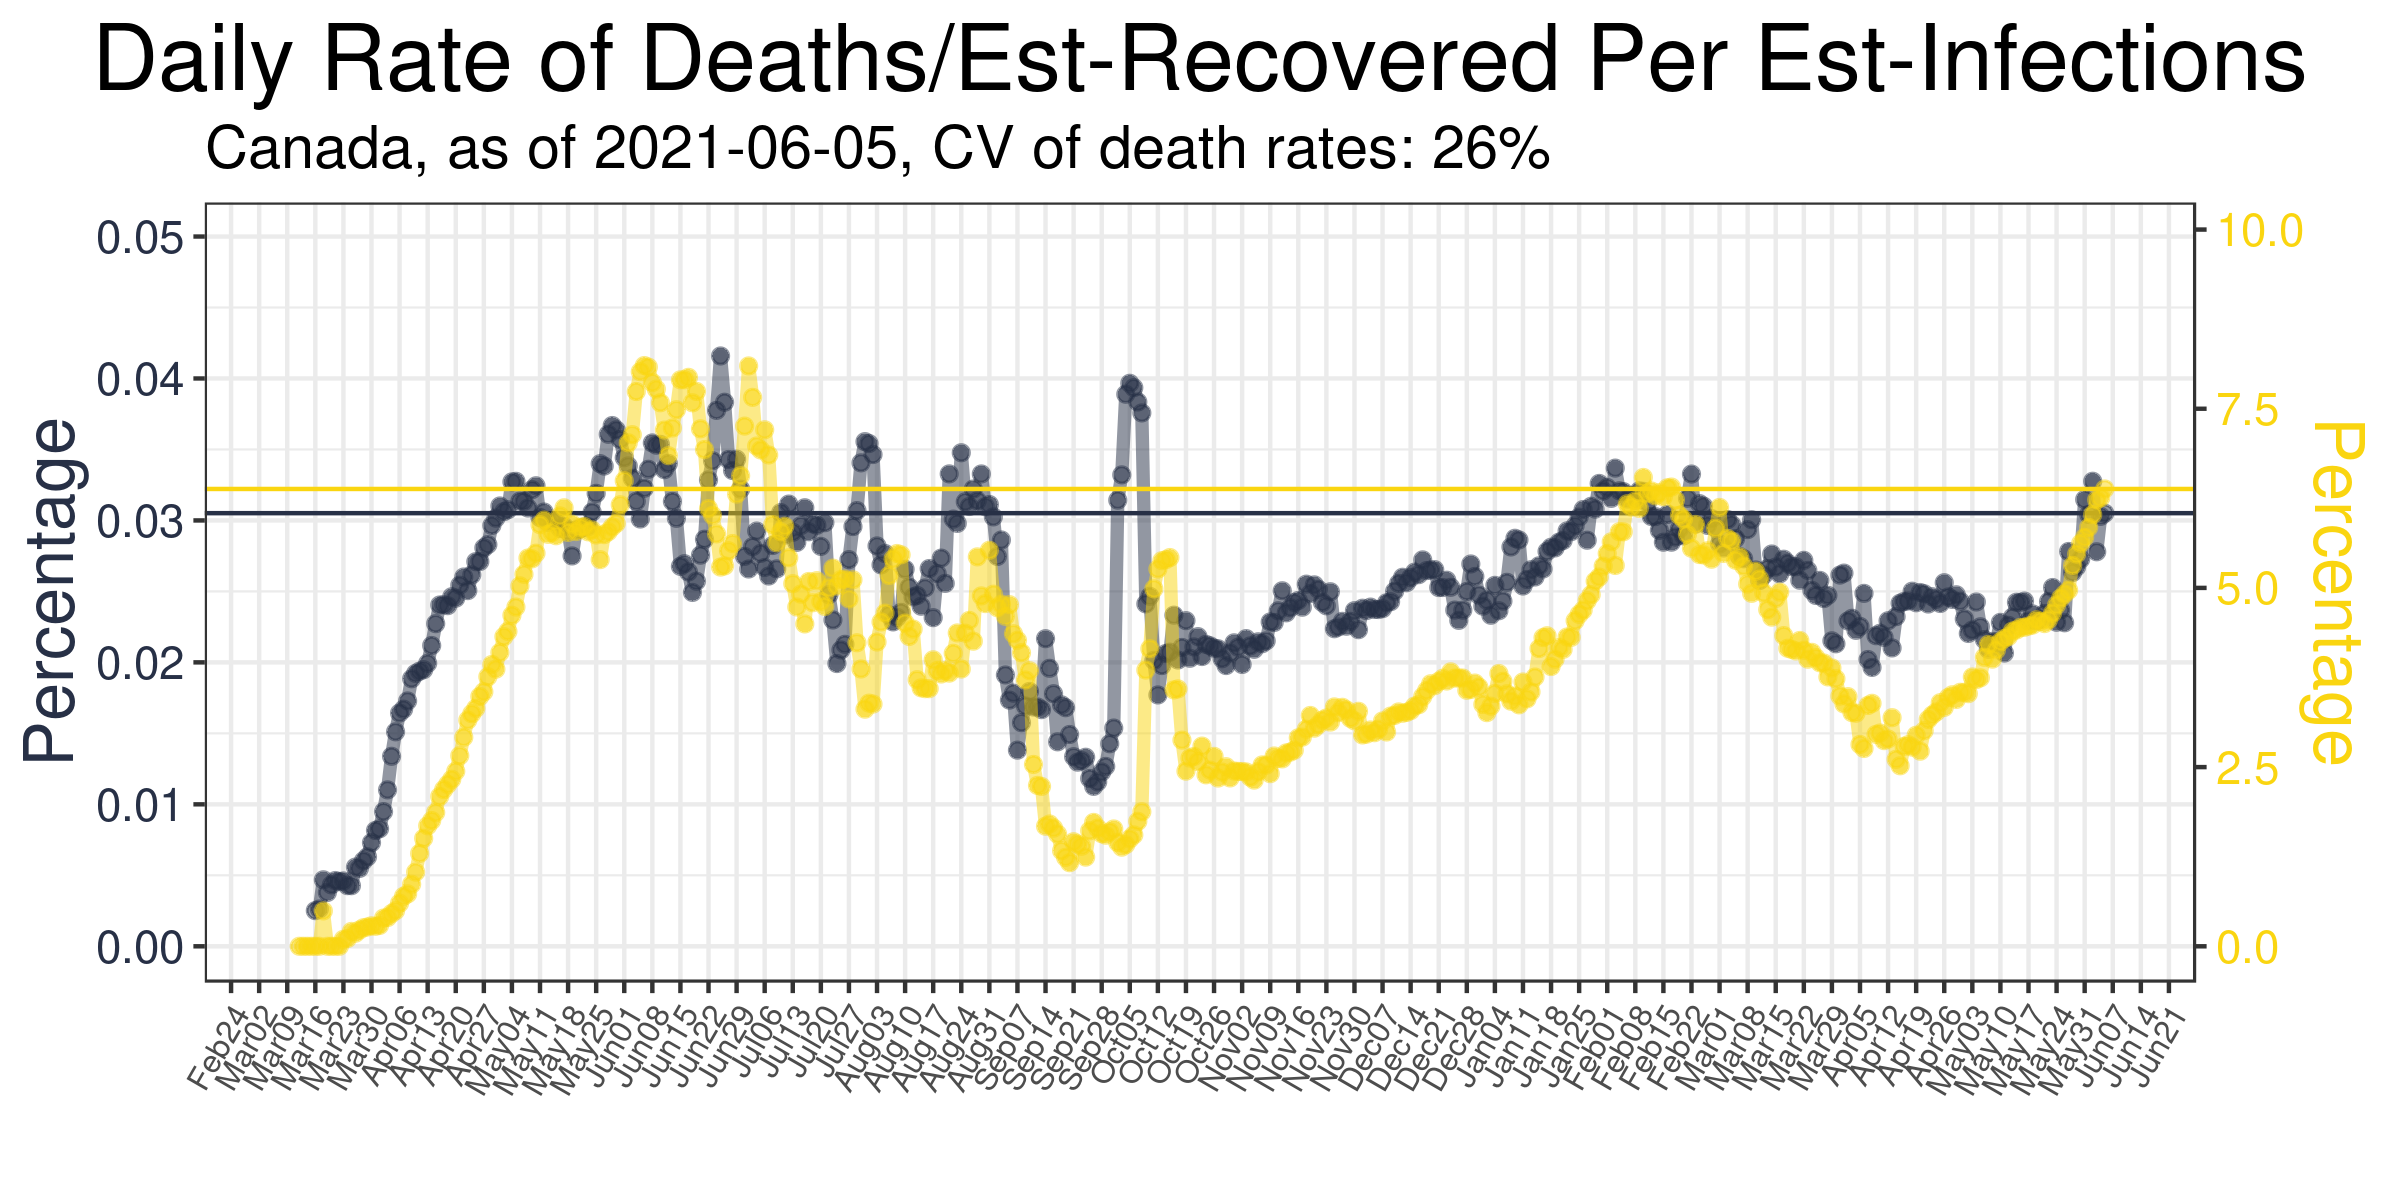 Daily Rate of Deaths/Est-Recovered Per Est-Infections
Canada, as of 2021-06-05, CV of death rates: 26%
Percentage
0.05
0.04
0.03
0.02
0.01
0.00
10.0
7.5
5.0
2.5
0.0
Percentage
Feb24
Mar02
Mar09
Mar16
Mar23
Mar30
Apr06
Apr13
Apr20
Apr27
May04
May11
May18
May25
Jun01
Jun08
Jun15
Jun22
Jun29
Jul06
Jul13
Jul20
Jul27
Aug03
Aug10
Aug17
Aug24
Aug31
Sep07
Sep14
Sep21
Sep28
Oct05
Oct12
Oct19
Oct26
Nov02
Nov09
Nov16
Nov23
Nov30
Dec07
Dec14
Dec21
Dec28
Jan04
Jan11
Jan18
Jan25
Feb01
Feb08
Feb15
Feb22
Mar01
Mar08
Mar15
Mar22
Mar29
Apr05
Apr12
Apr19
Apr26
May03
May10
May17
May24
May31
Jun07
Jun14
Jun21